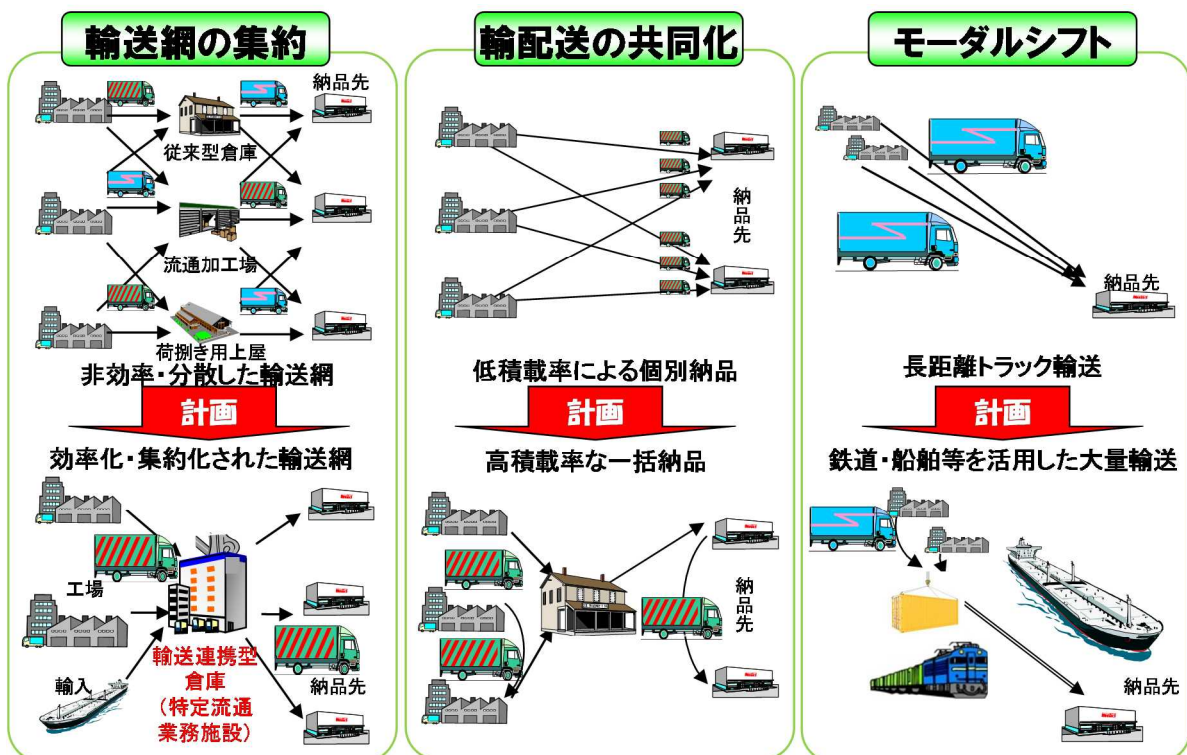 輸送網の集約
納品先
従来型倉庫
流通加工場
荷捌き用上屋
非効率・分散した輸送網
計画
効率化・集約化された輸送網
工場
輸入
輸送連携型
倉庫
(特定流通
業務施設)
納品先
輸配送の共同化
納品先
低積載率による個別納品
計画
高積載率な一括納品
納品先
モーダルシフト
納品先
長距離トラック輸送
計画
鉄道・船舶等を活用した大量輸送
納品先